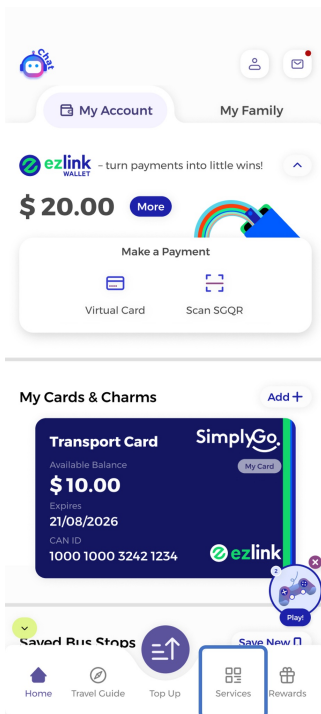 Chat
My Account
My Family
ezlink
WALLET
– turn payments into little wins!
$ 20.00
More
Make a Payment
Virtual Card
Scan SGQR
My Cards & Charms
Add +
Transport Card
SimplyGo.
Available Balance
My Card
$ 10.00
Expires
21/08/2026
CAN ID
1000 1000 3242 1234
ezlink
2
Play!
Saved Bus Stops
Save New
Home
Travel Guide
Top Up
Services
Rewards